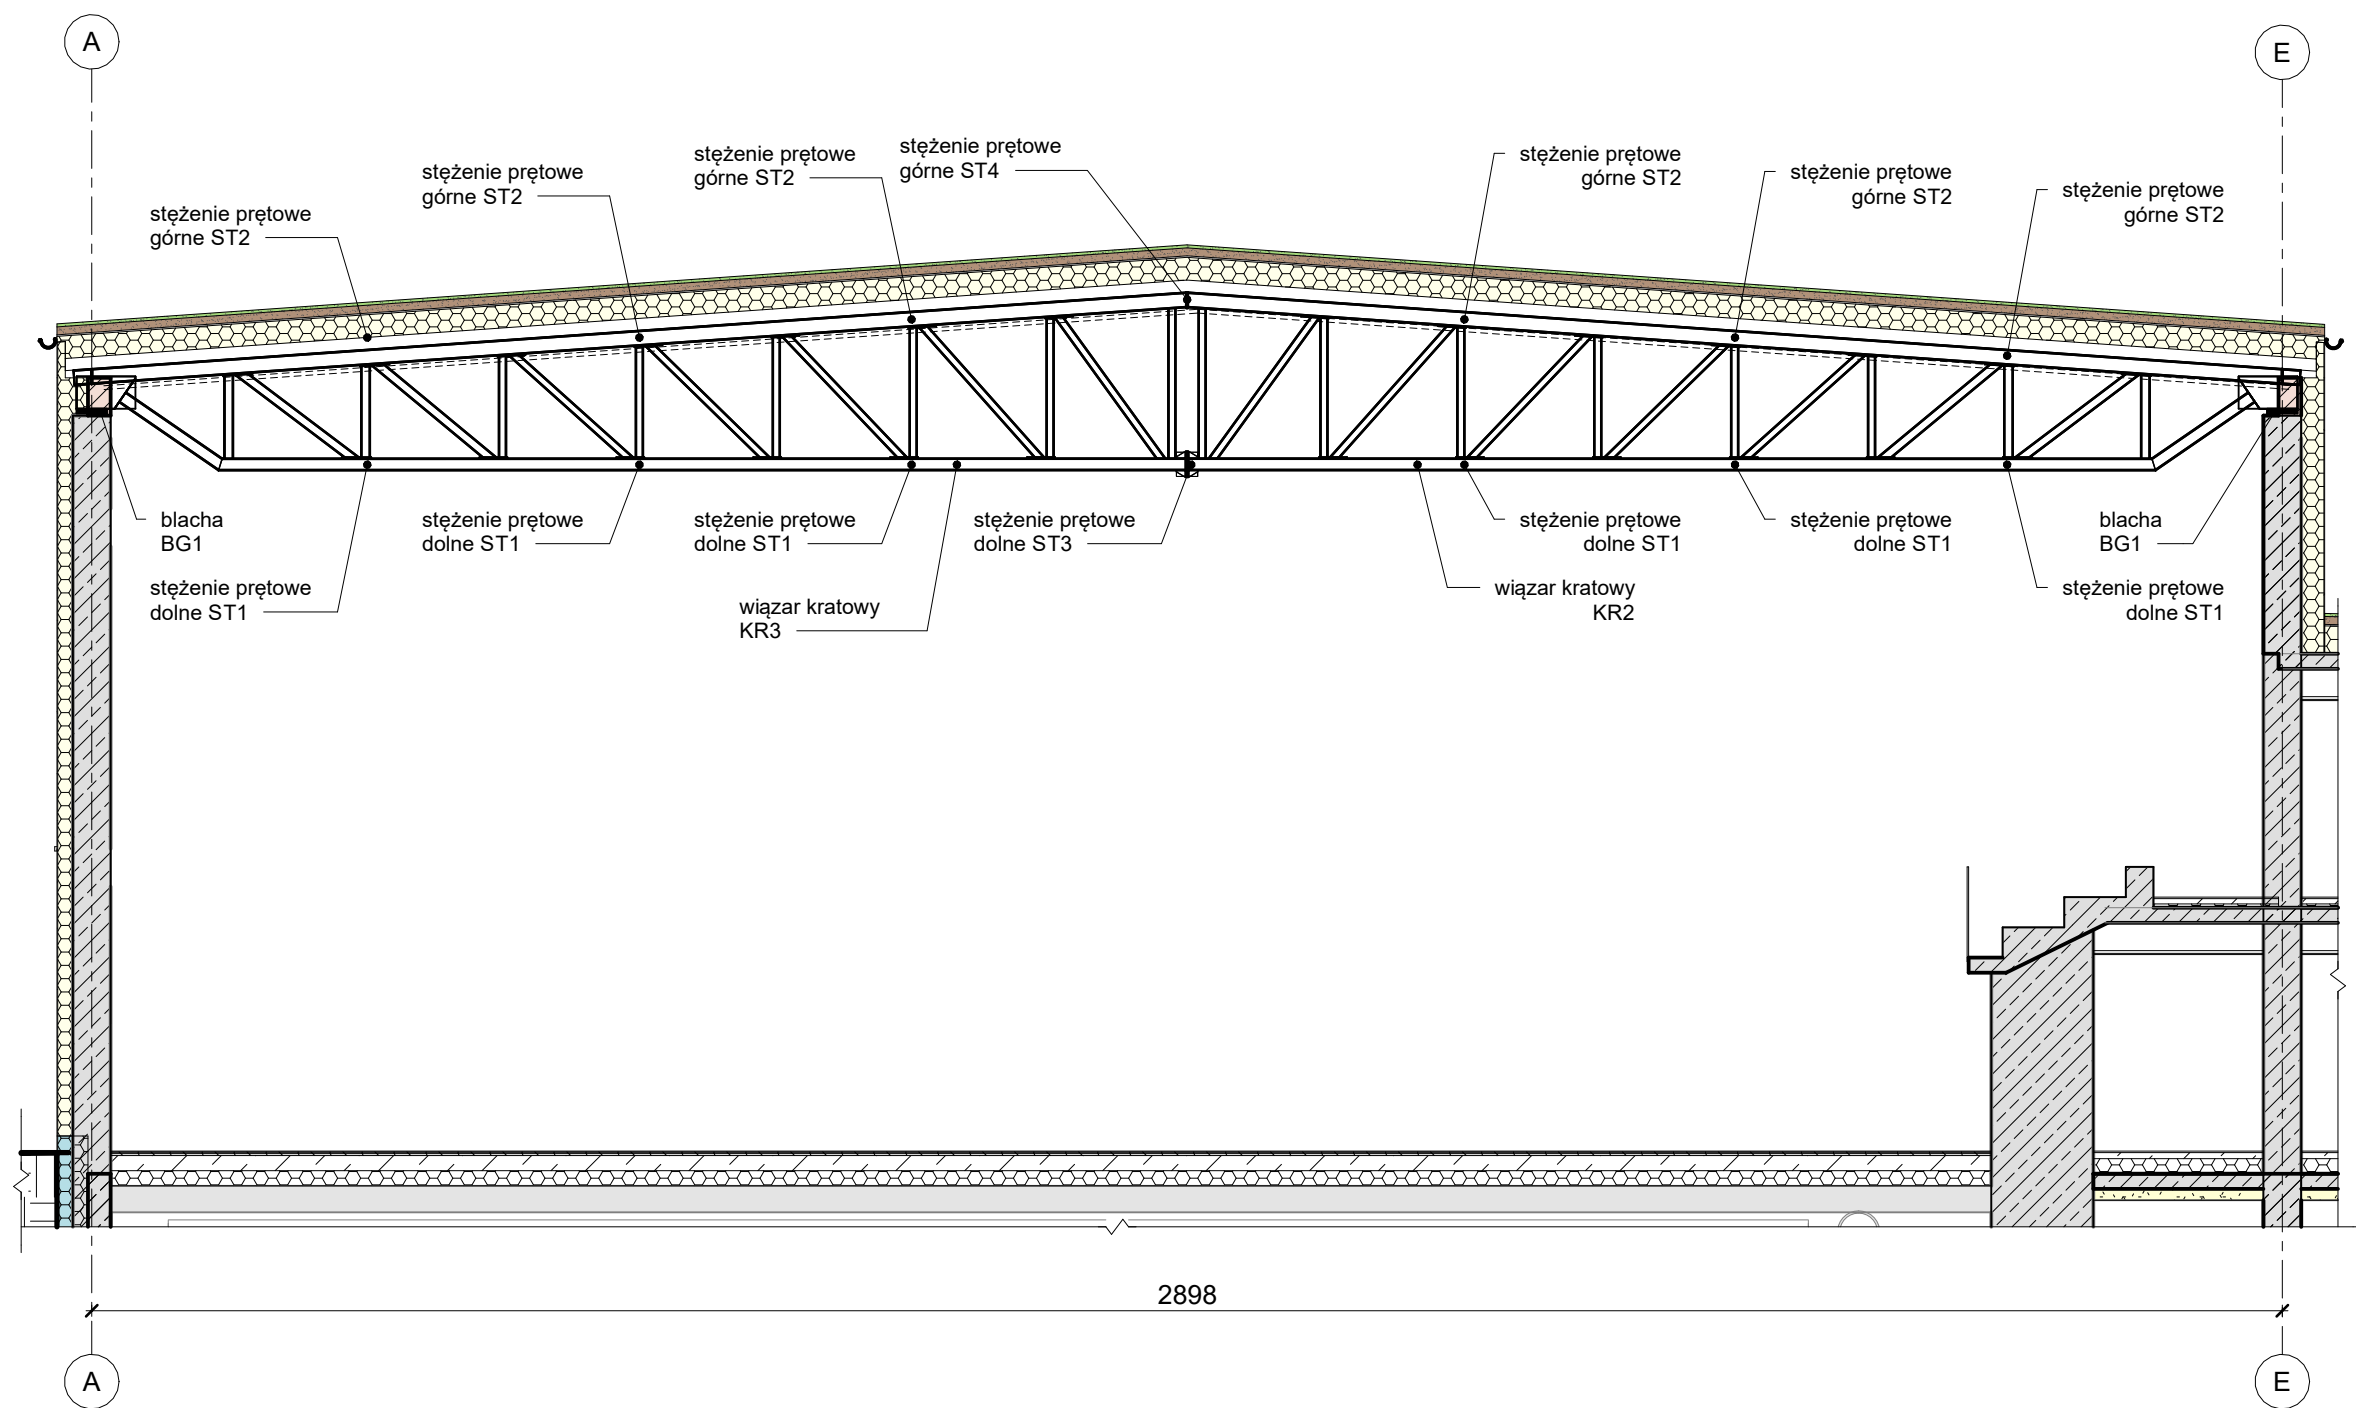 A
E
stężenie prętowe
górne ST2
stężenie prętowe
górne ST2
stężenie prętowe
górne ST2
stężenie prętowe
górne ST4
stężenie prętowe
górne ST2
stężenie prętowe
górne ST2
stężenie prętowe
górne ST2
blacha
BG1
stężenie prętowe
dolne ST1
stężenie prętowe
dolne ST1
stężenie prętowe
dolne ST1
stężenie prętowe
dolne ST3
wiązar kratowy
KR3
stężenie prętowe
dolne ST1
wiązar kratowy
KR2
stężenie prętowe
dolne ST1
blacha
BG1
stężenie prętowe
dolne ST1
2898
A
E